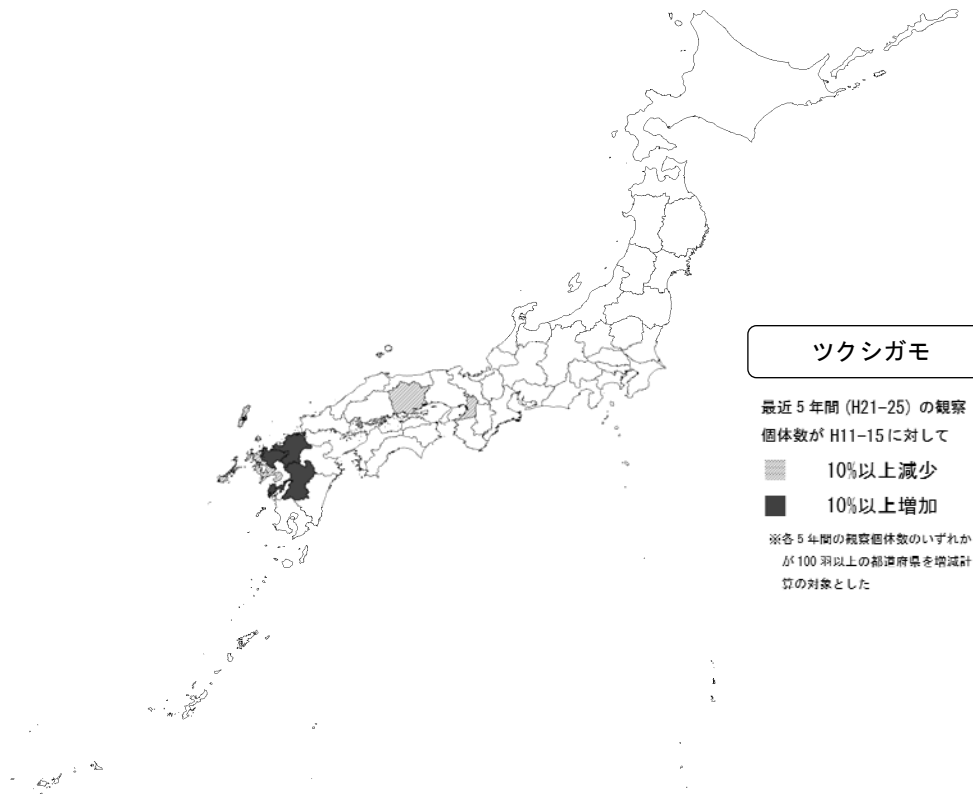 ツクシガモ
最近5年間(H21-25)の観察
個体数がH11-15に対して
10%以上減少
10%以上増加
※各5年間の観察個体数のいずれか
が100羽以上の都道府県を増減計
算の対象とした